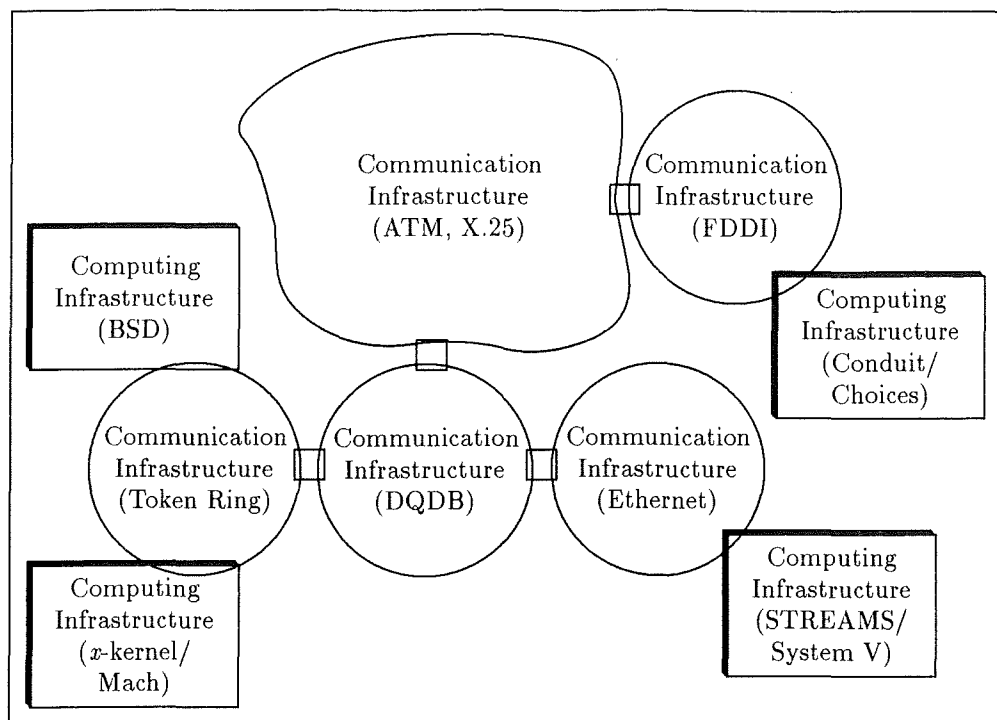 Communication
Infrastructure
(ATM, X.25)
Communication
Infrastructure
(FDDI)
Computing
Infrastructure
(BSD)
Computing
Infrastructure
(Conduit/
Choices)
Communication
Infrastructure
(Token Ring)
Communication
Infrastructure
(DQDB)
Communication
Infrastructure
(Ethernet)
Computing
Infrastructure
(x-kernel/
Mach)
Computing
Infrastructure
(STREAMS/
System V)